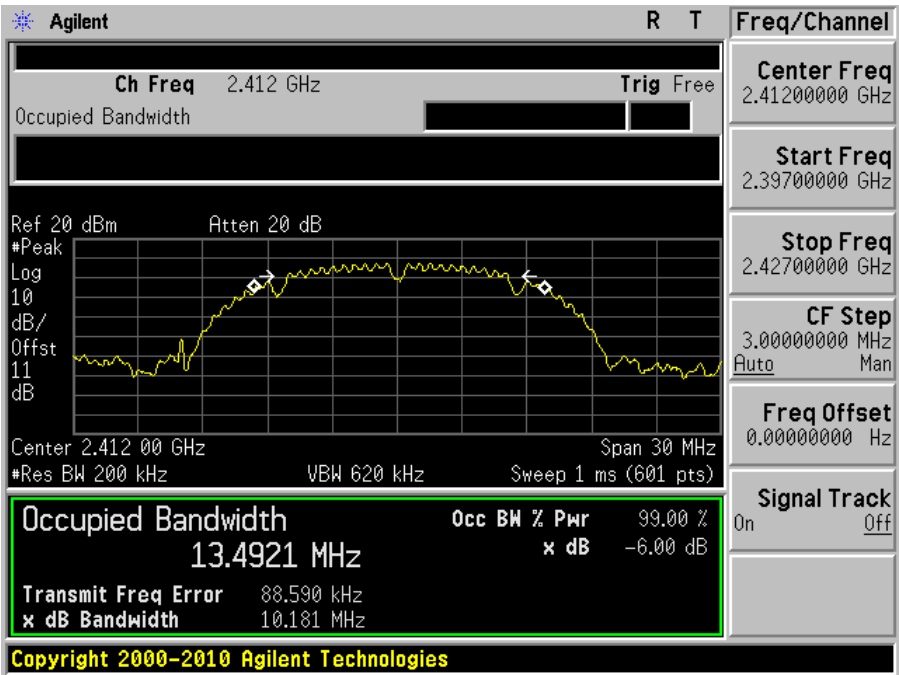 Agilent R T
Ch Freq 2.412 GHz Trig Free
Occupied Bandwidth
Ref 20 dBm Atten 20 dB
#Peak
Log
10
dB/
Offst
11
dB
Center 2.412 00 GHz Span 30 MHz
#Res BW 200 kHz VBW 620 kHz Sweep 1 ms (601 pts)
Occupied Bandwidth Occ BW % Pwr 99.00 %
13.4921 MHz x dB -6.00 dB
Transmit Freq Error 88.590 kHz
x dB Bandwidth 10.181 MHz
Copyright 2000-2010 Agilent Technologies
Freq/Channel
Center Freq
2.41200000 GHz
Start Freq
2.39700000 GHz
Stop Freq
2.42700000 GHz
CF Step
3.00000000 MHz
Auto Man
Freq Offset
0.00000000 Hz
Signal Track
On Off